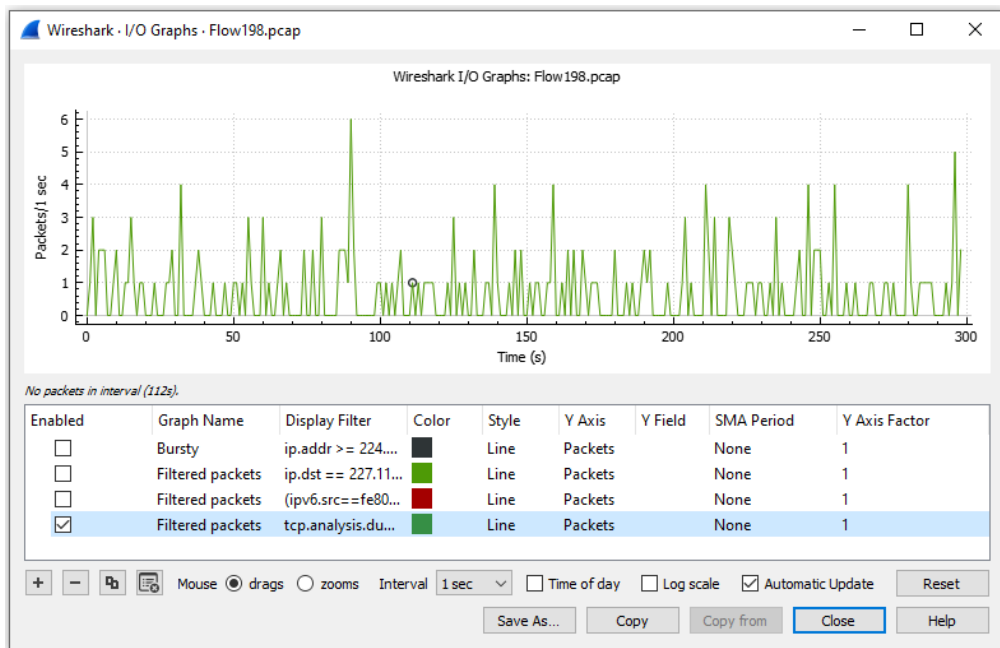 Wireshark · I/O Graphs · Flow198.pcap
Wireshark I/O Graphs: Flow198.pcap
Packets/1 sec
6
5
4
3
2
1
0
0 50 100 150 200 250 300
Time (s)
No packets in interval (112s).
Enabled Graph Name Display Filter Color Style Y Axis Y Field SMA Period Y Axis Factor
Bursty ip.addr >= 224.... Line Packets None 1
Filtered packets ip.dst == 227.11... Line Packets None 1
Filtered packets (ipv6.src==fe80... Line Packets None 1
Filtered packets tcp.analysis.du... Line Packets None 1
+ − Mouse drags zooms Interval 1 sec Time of day Log scale Automatic Update Reset
Save As... Copy Copy from Close Help